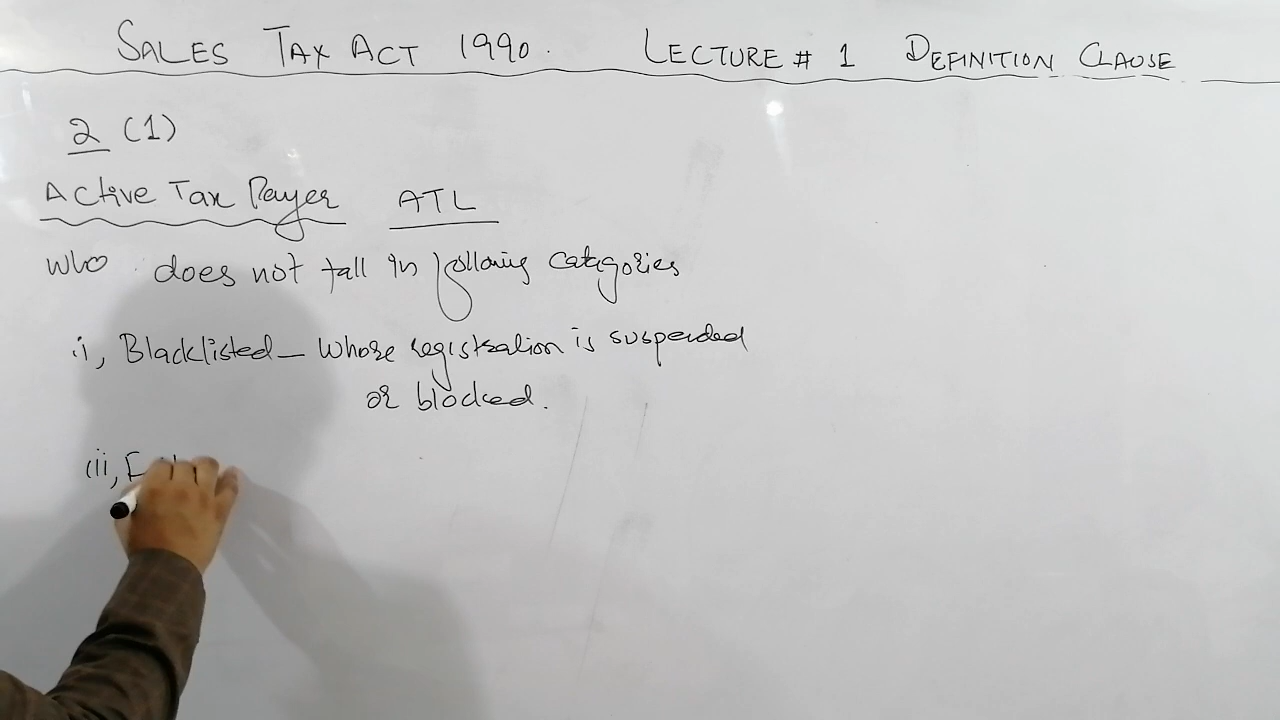 SALES TAX ACT 1990. LECTURE # 1 DEFINITION CLAUSE
2 (1)
Active Tax Payer ATL
who does not fall in following categories
(i), Blacklisted – whose registration is suspended
or blocked.
(ii),